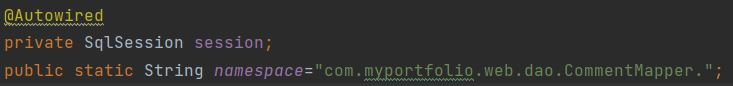 @Autowired
private SqlSession session;
public static String namespace="com.myportfolio.web.dao.CommentMapper.";